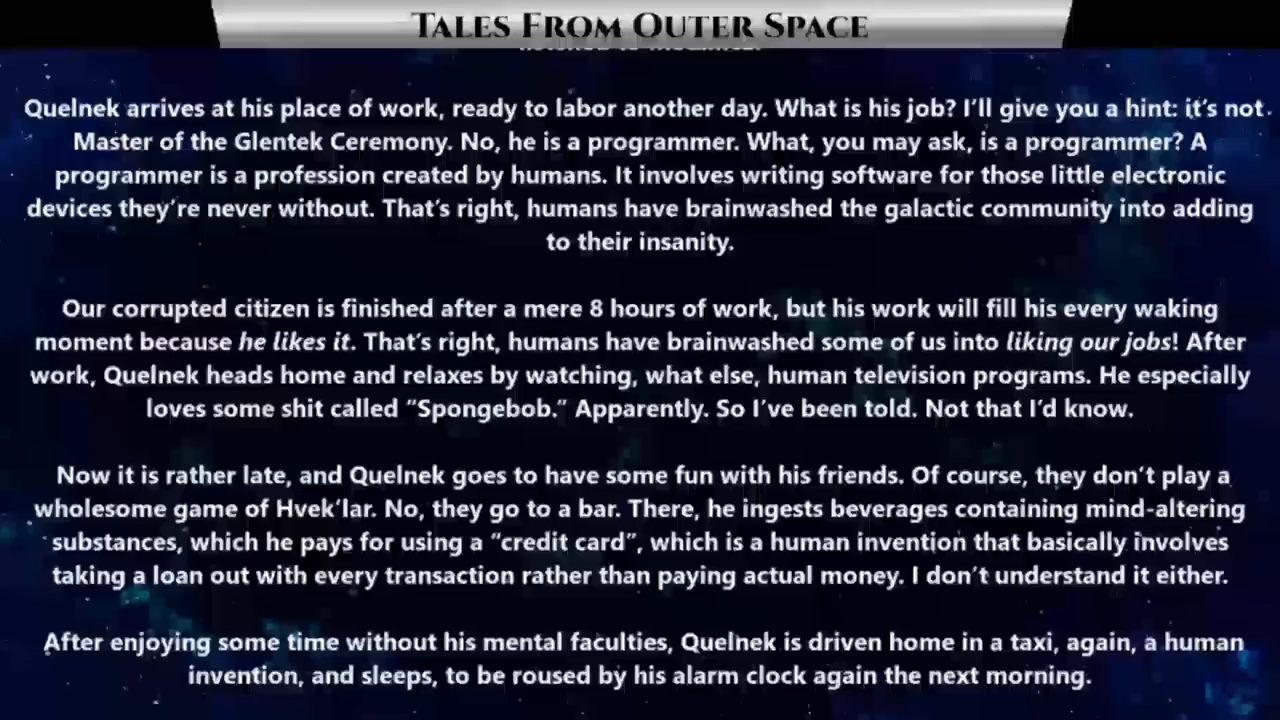 Tales From Outer Space
Quelnek arrives at his place of work, ready to labor another day. What is his job? I’ll give you a hint: it’s not
Master of the Glentek Ceremony. No, he is a programmer. What, you may ask, is a programmer? A
programmer is a profession created by humans. It involves writing software for those little electronic
devices they’re never without. That’s right, humans have brainwashed the galactic community into adding
to their insanity.
Our corrupted citizen is finished after a mere 8 hours of work, but his work will fill his every waking
moment because he likes it. That’s right, humans have brainwashed some of us into liking our jobs! After
work, Quelnek heads home and relaxes by watching, what else, human television programs. He especially
loves some shit called “Spongebob.” Apparently. So I’ve been told. Not that I’d know.
Now it is rather late, and Quelnek goes to have some fun with his friends. Of course, they don’t play a
wholesome game of Hvek’lar. No, they go to a bar. There, he ingests beverages containing mind-altering
substances, which he pays for using a “credit card”, which is a human invention that basically involves
taking a loan out with every transaction rather than paying actual money. I don’t understand it either.
After enjoying some time without his mental faculties, Quelnek is driven home in a taxi, again, a human
invention, and sleeps, to be roused by his alarm clock again the next morning.